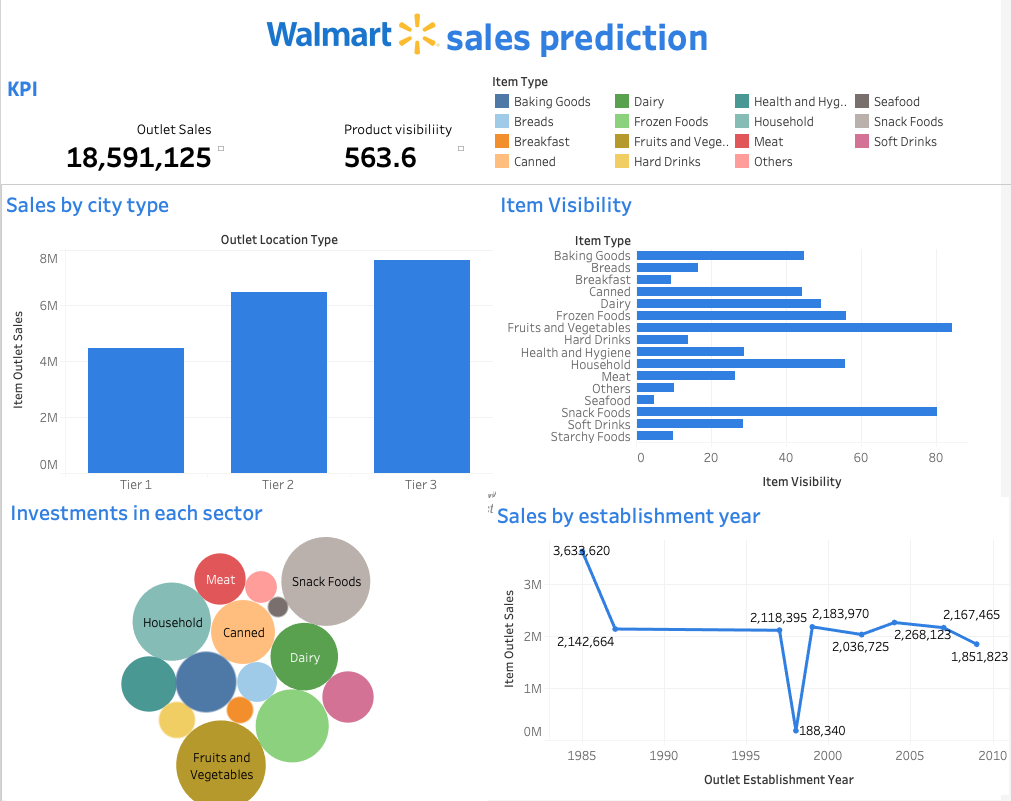 Walmart sales prediction
KPI
Outlet Sales
18,591,125
Product visibiliity
563.6
Item Type
Baking Goods
Breads
Breakfast
Canned
Dairy
Frozen Foods
Fruits and Vege..
Hard Drinks
Health and Hyg..
Household
Meat
Others
Seafood
Snack Foods
Soft Drinks
Sales by city type
Outlet Location Type
Item Outlet Sales
8M
6M
4M
2M
0M
Tier 1
Tier 2
Tier 3
Item Visibility
Item Type
Baking Goods
Breads
Breakfast
Canned
Dairy
Frozen Foods
Fruits and Vegetables
Hard Drinks
Health and Hygiene
Household
Meat
Others
Seafood
Snack Foods
Soft Drinks
Starchy Foods
0
20
40
60
80
Item Visibility
Investments in each sector
Meat
Snack Foods
Household
Canned
Dairy
Fruits and
Vegetables
Sales by establishment year
Item Outlet Sales
3M
2M
1M
0M
3,633,620
2,142,664
2,118,395
188,340
2,183,970
2,036,725
2,268,123
2,167,465
1,851,823
1985
1990
1995
2000
2005
2010
Outlet Establishment Year